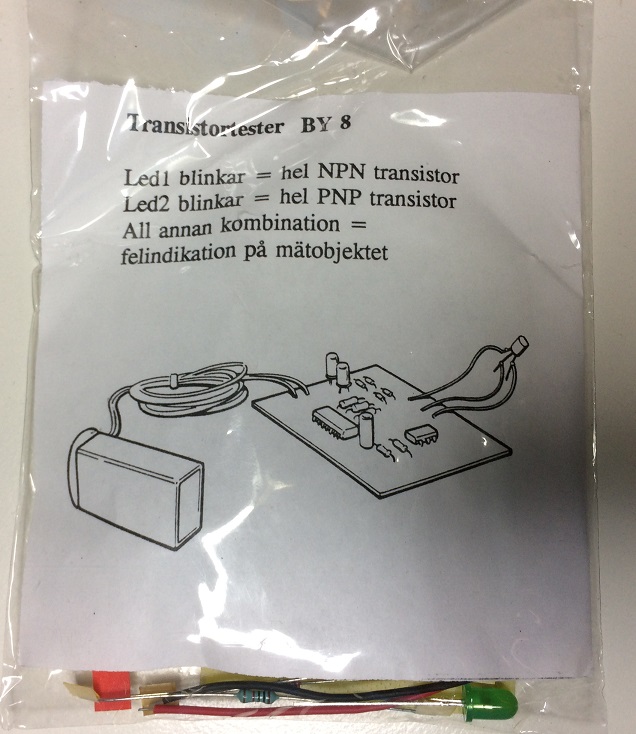 Transistortester BY 8
Led1 blinkar = hel NPN transistor
Led2 blinkar = hel PNP transistor
All annan kombination =
felindikation på mätobjektet